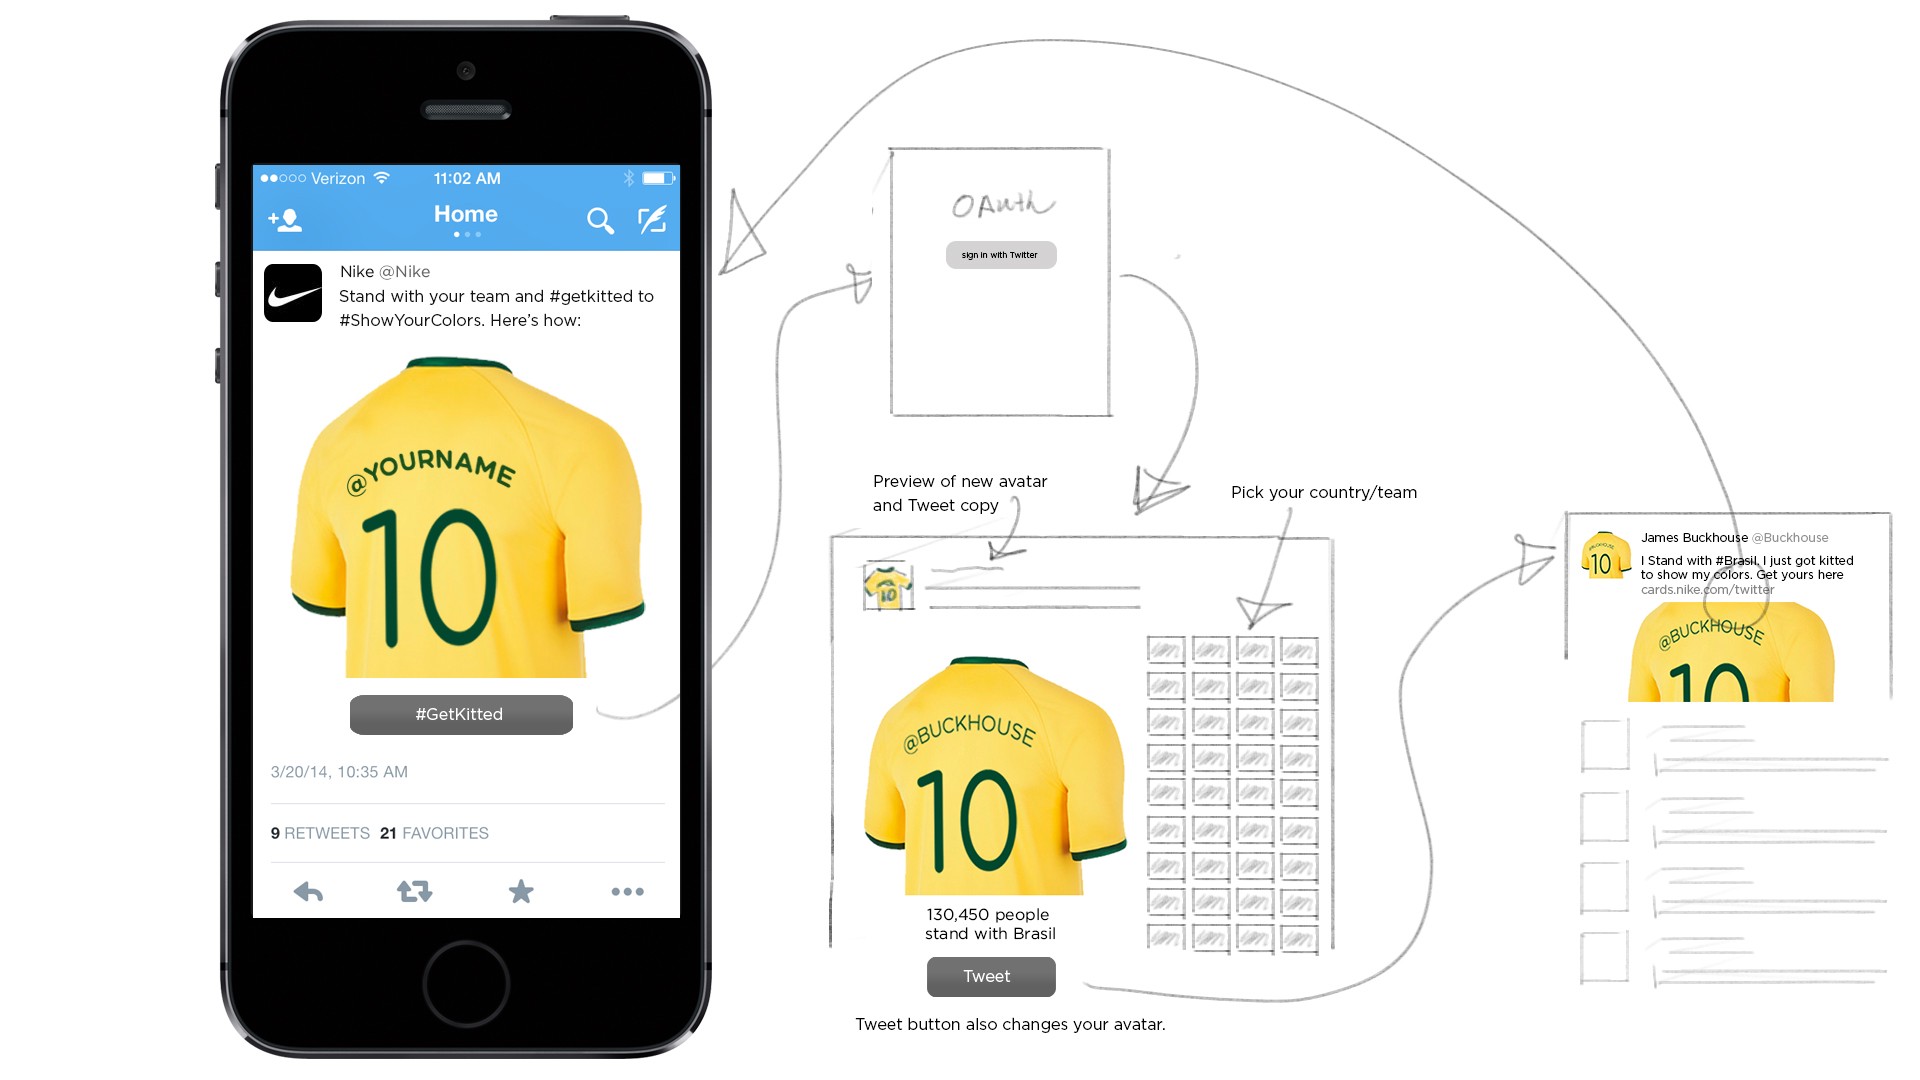 Verizon 11:02 AM
Home
Nike @Nike
Stand with your team and #getkitted to
#ShowYourColors. Here's how:
@YOURNAME
10
#GetKitted
3/20/14, 10:35 AM
9 RETWEETS 21 FAVORITES
OAuth
sign in with Twitter
Preview of new avatar
and Tweet copy
Pick your country/team
10
@BUCKHOUSE
10
130,450 people
stand with Brasil
Tweet
Tweet button also changes your avatar.
James Buckhouse @Buckhouse
I Stand with #Brasil, I just got kitted
to show my colors. Get yours here
cards.nike.com/twitter
@BUCKHOUSE
10
@BUCKHOUSE
10